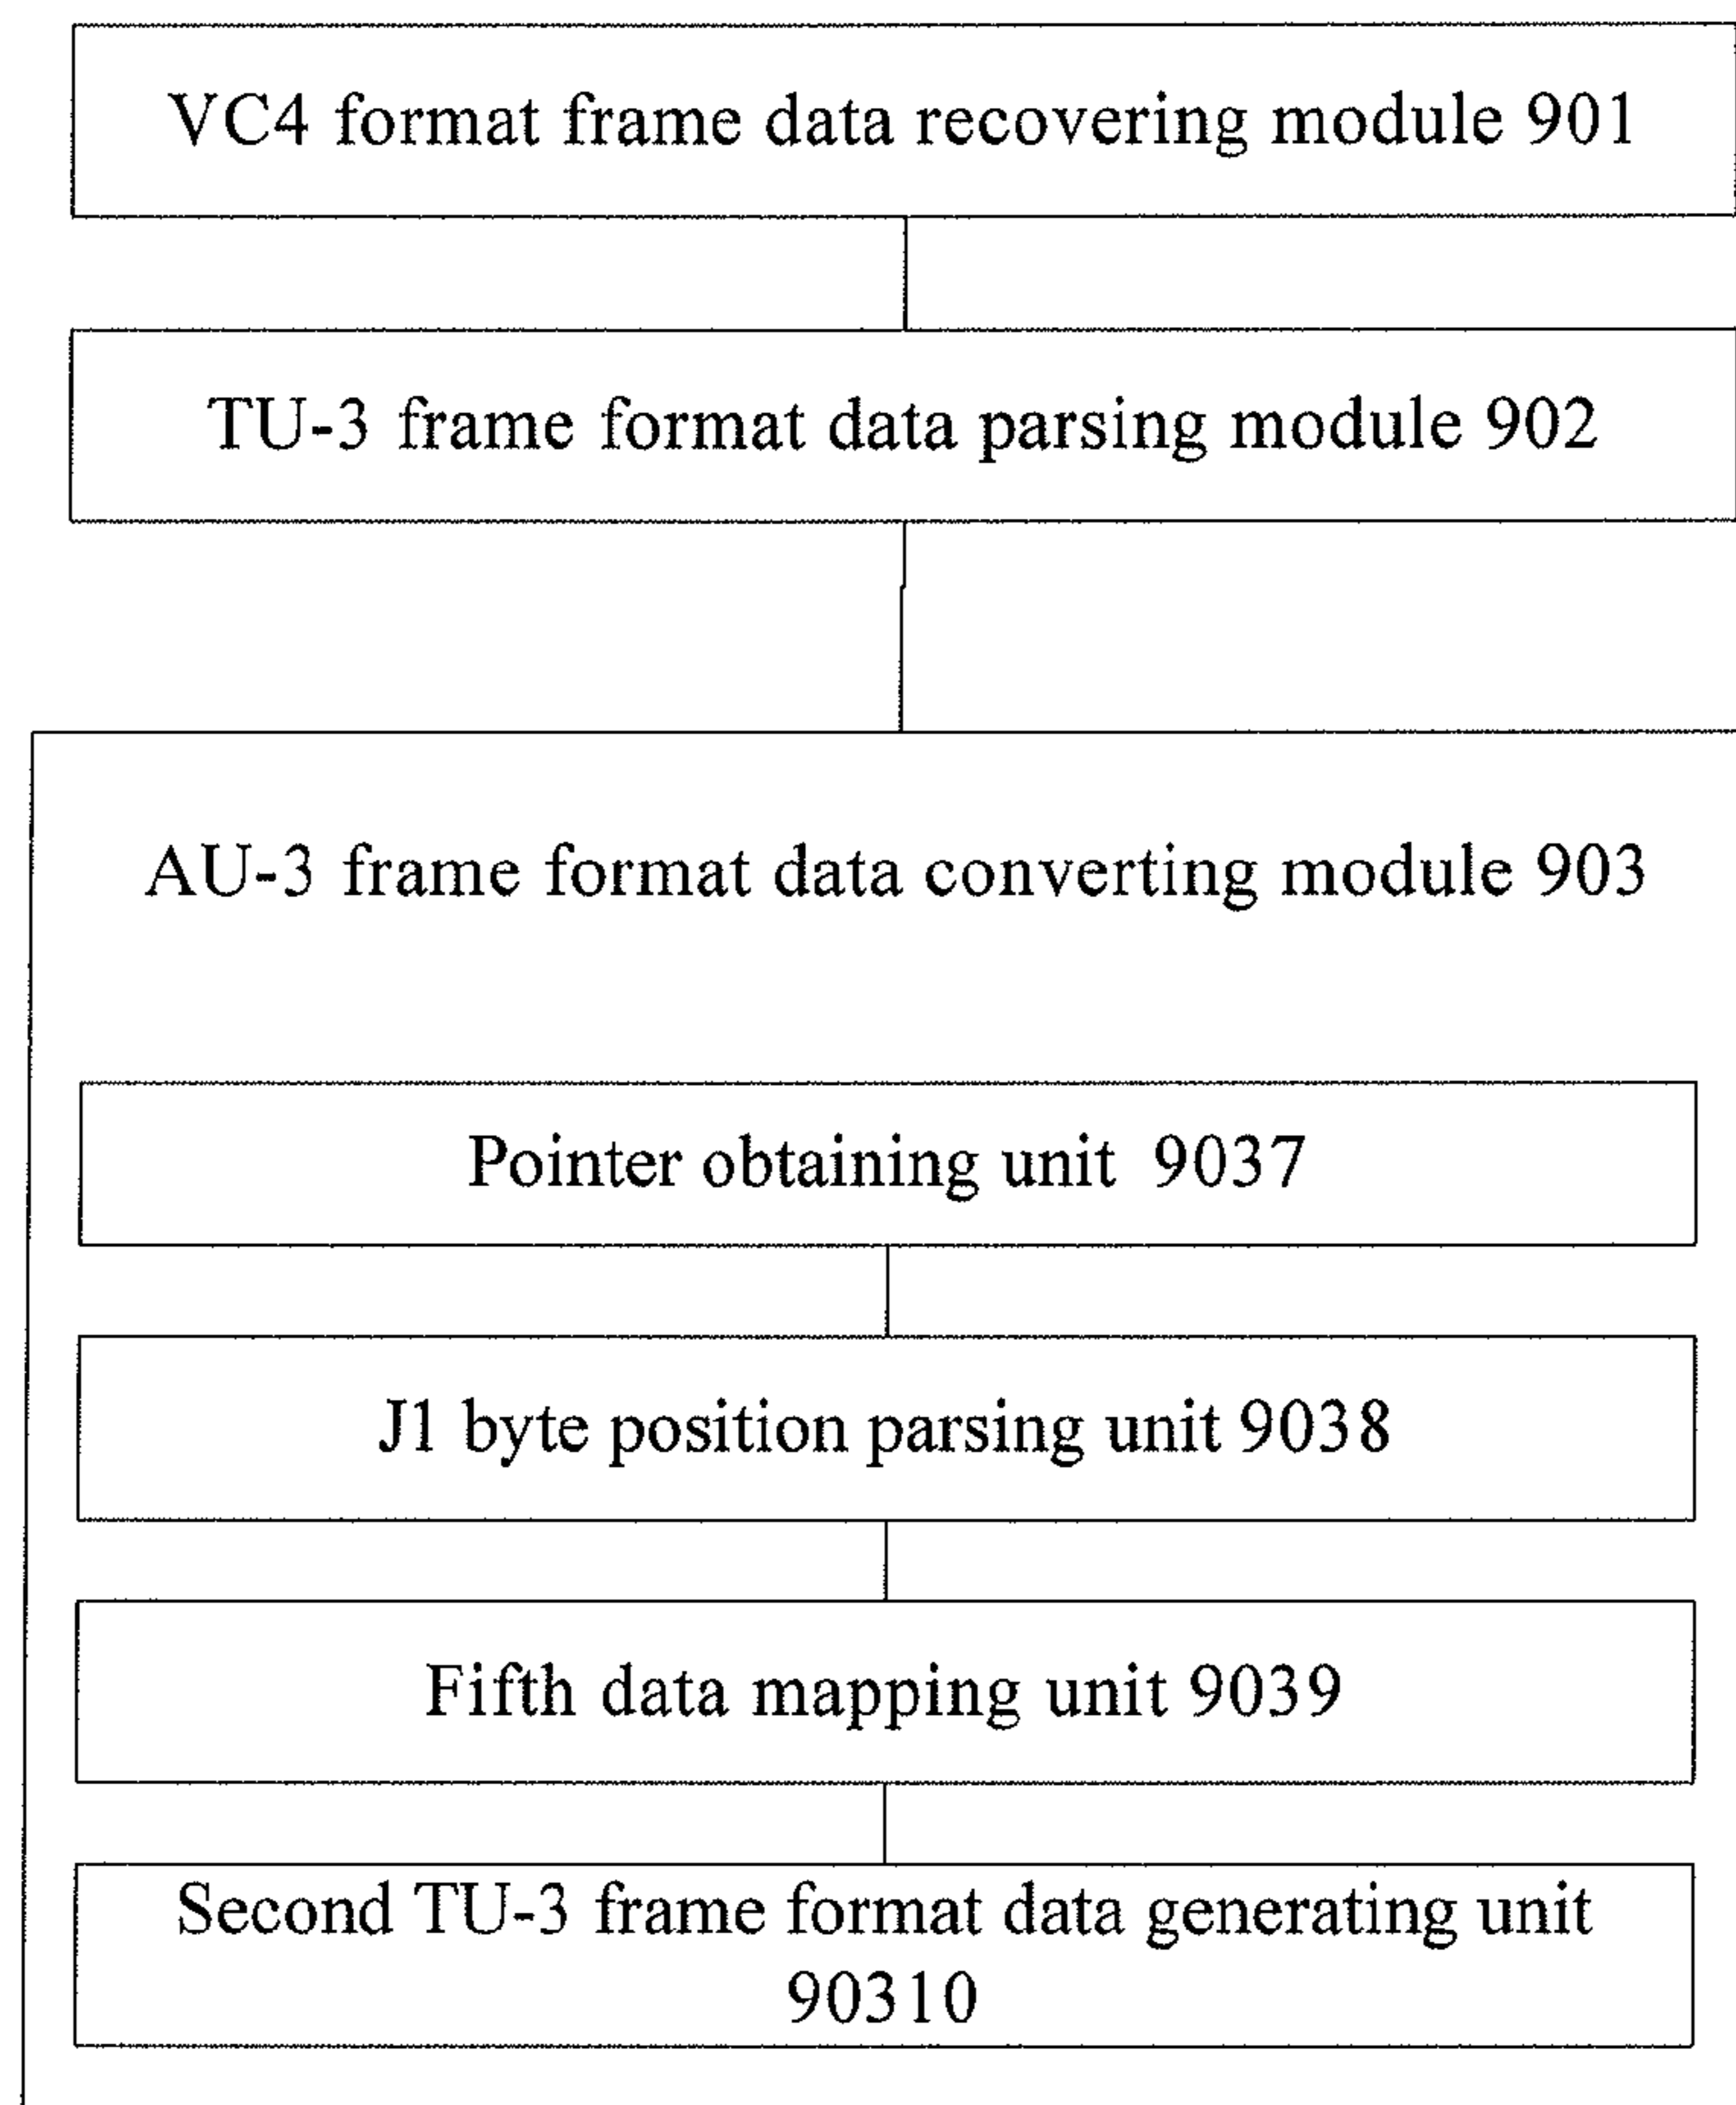 VC4 format frame data recovering module 901
TU-3 frame format data parsing module 902
AU-3 frame format data converting module 903
Pointer obtaining unit 9037
J1 byte position parsing unit 9038
Fifth data mapping unit 9039
Second TU-3 frame format data generating unit
90310